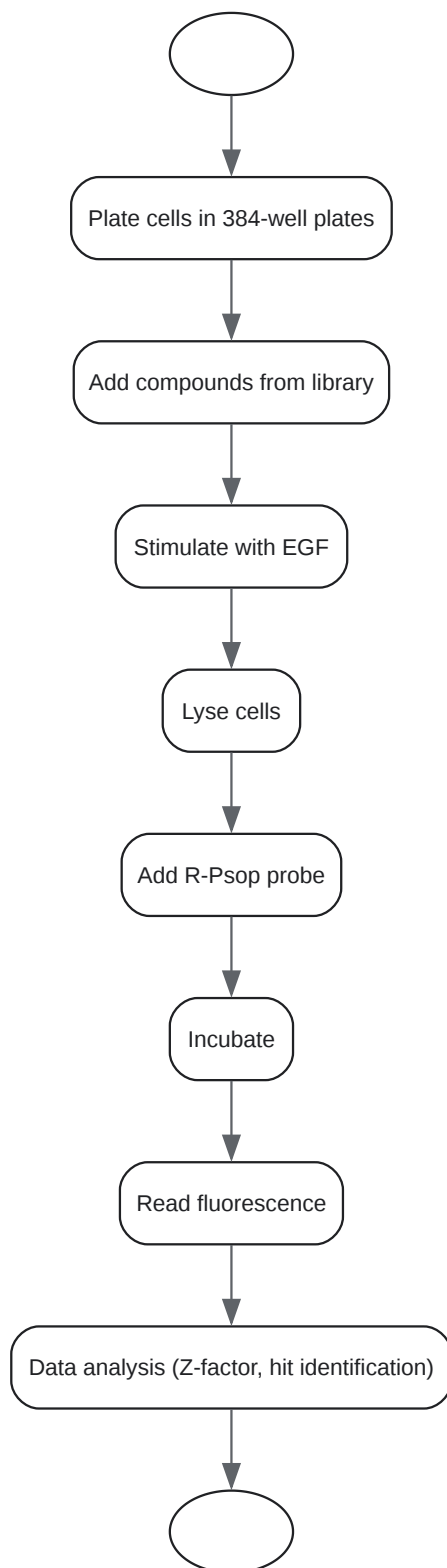 Plate cells in 384-well plates
Add compounds from library
Stimulate with EGF
Lyse cells
Add R-Psop probe
Incubate
Read fluorescence
Data analysis (Z-factor, hit identification)